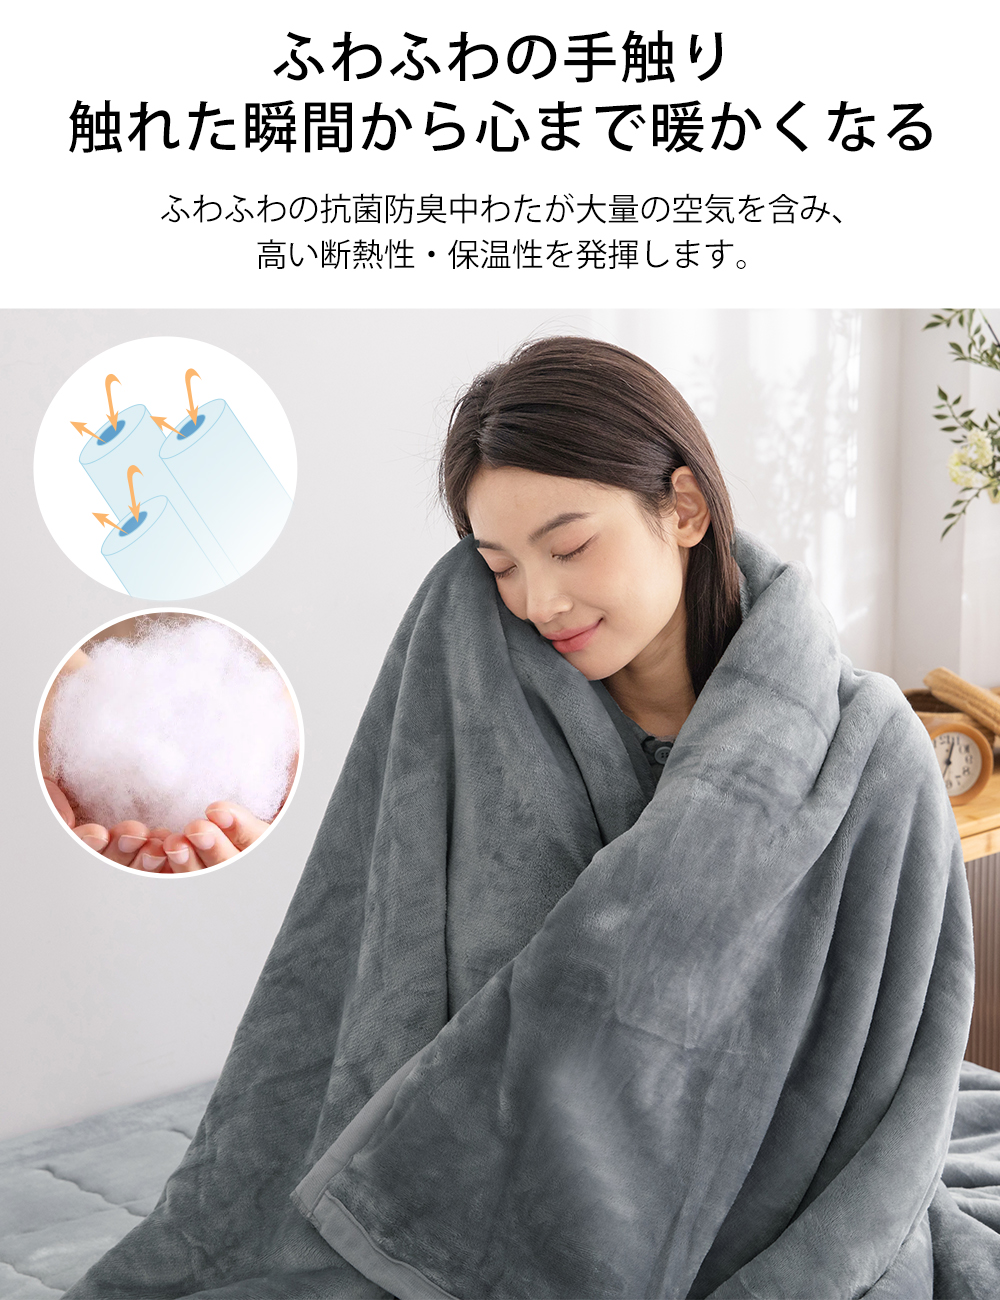 ふわふわの手触り
触れた瞬間から心まで暖かくなる
ふわふわの抗菌防臭中わたが大量の空気を含み、
高い断熱性・保温性を発揮します。